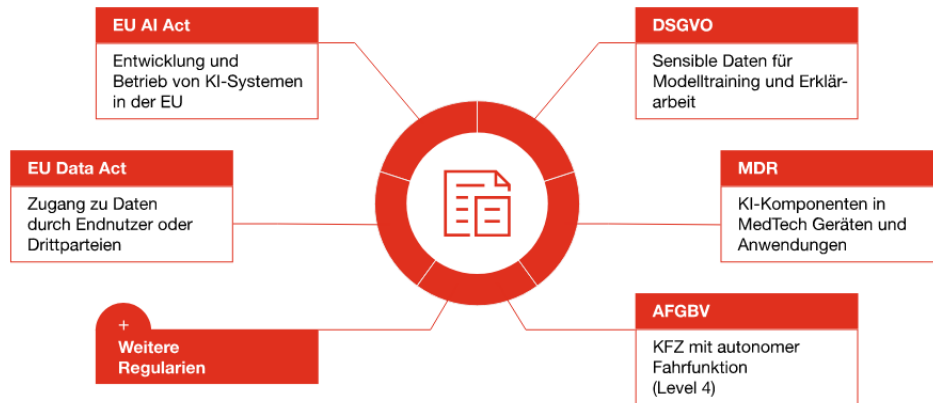 EU AI Act
Entwicklung und
Betrieb von KI-Systemen
in der EU
DSGVO
Sensible Daten für
Modelltraining und Erklär-
arbeit
EU Data Act
Zugang zu Daten
durch Endnutzer oder
Drittparteien
MDR
KI-Komponenten in
MedTech Geräten und
Anwendungen
+
Weitere
Regularien
AFGBV
KFZ mit autonomer
Fahrfunktion
(Level 4)